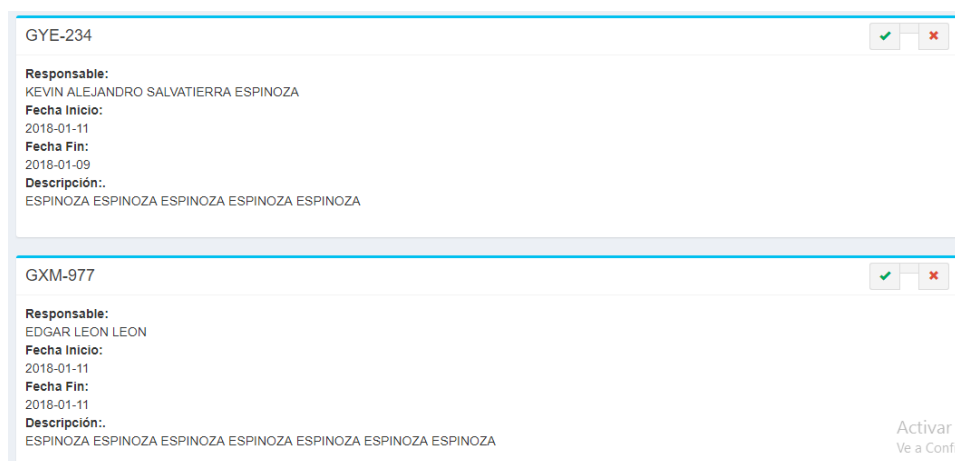 GYE-234
Responsable:
KEVIN ALEJANDRO SALVATIERRA ESPINOZA
Fecha Inicio:
2018-01-11
Fecha Fin:
2018-01-09
Descripción:.
ESPINOZA ESPINOZA ESPINOZA ESPINOZA ESPINOZA
GXM-977
Responsable:
EDGAR LEON LEON
Fecha Inicio:
2018-01-11
Fecha Fin:
2018-01-11
Descripción:.
ESPINOZA ESPINOZA ESPINOZA ESPINOZA ESPINOZA ESPINOZA ESPINOZA
Activar
Ve a Conf